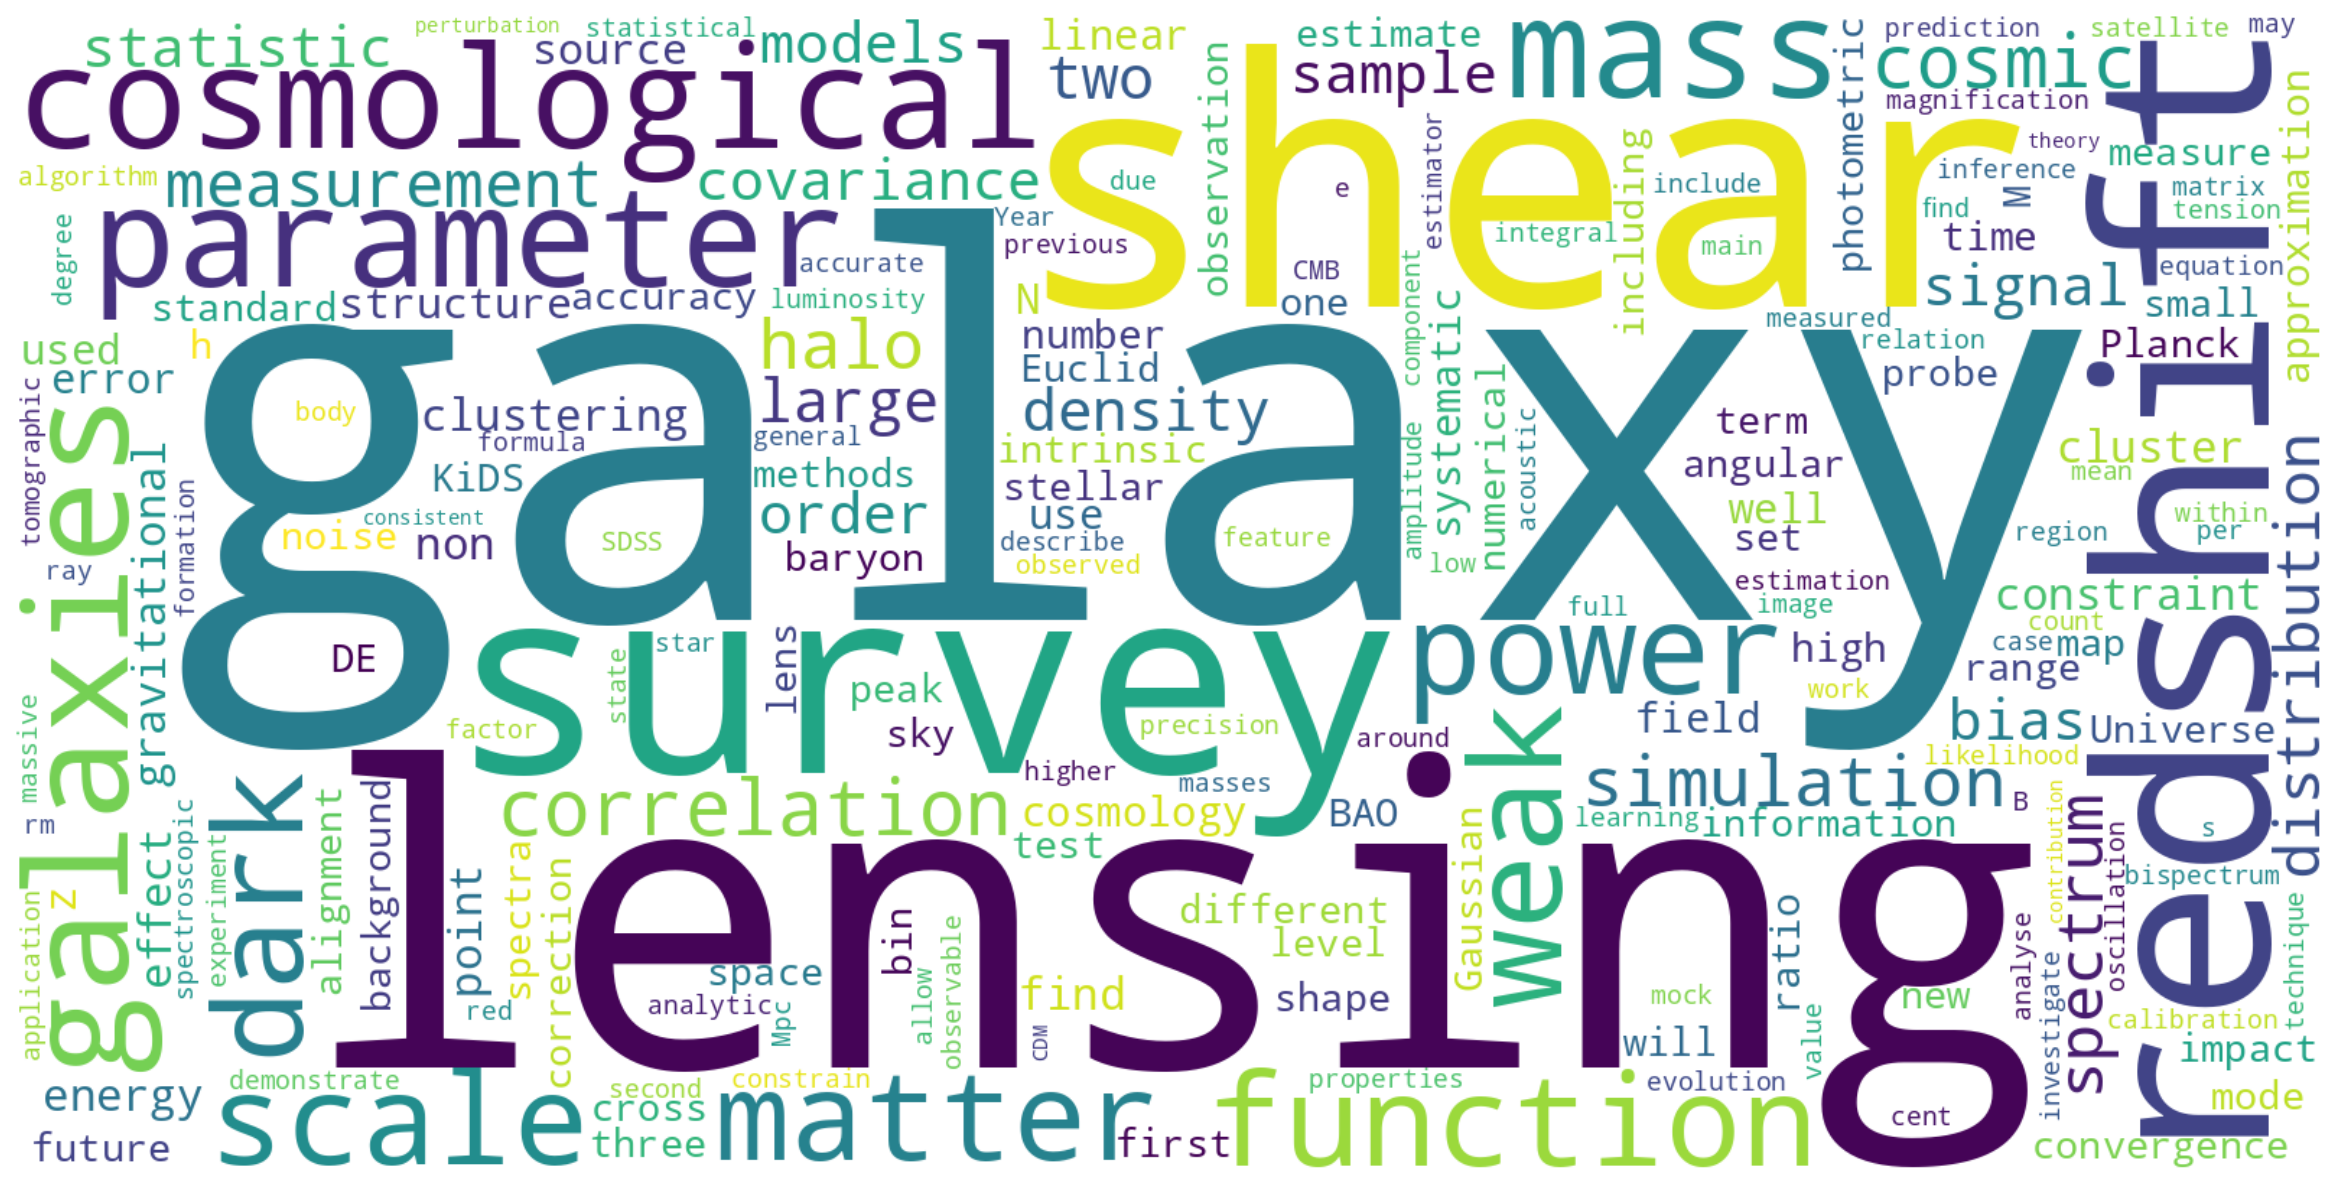 perturbation
statistical
statistic
source
models
linear
estimate
mass
photometric
prediction
satellite
may
cosmological
two
sample
cosmic
redshift
magnification
observation
shear
approximation
algorithm
measurement
covariance
due
e
estimator
including
include
theory
measure
inference
matrix
M
degree
parameter
Year
previous
integral
main
find
tension
time
accurate
CMB
component
equation
standard
structure
accuracy
luminosity
N
one
signal
small
used
h
halo
number
systematic
measured
relation
Planck
error
galaxy
Euclid
numerical
probe
tomographic
galaxies
body
clustering
large
density
acoustic
term
cluster
formula
general
intrinsic
amplitude
angular
mean
gravitational
KiDS
methods
stellar
well
within
distribution
formation
consistent
order
use
noise
non
SDSS
describe
feature
set
region
per
baryon
observed
low
ray
estimation
constraint
full
image
count
DE
survey
star
lens
power
high
case
map
state
peak
range
work
massive
factor
sky
precision
around
field
bias
Universe
weak
likelihood
dark
lensing
higher
masses
simulation
background
correlation
cosmology
BAO
B
contribution
rm
spectroscopic
experiment
alignment
test
learning
information
spectrum
oscillation
s
effect
spectra
correction
Gaussian
bispectrum
application
z
point
bin
different
level
ratio
analyse
technique
space
allow
observable
shape
mock
new
red
analytic
Mpc
find
calibration
CDM
will
value
investigate
impact
energy
demonstrate
second
constrain
properties
evolution
mode
scale
cross
matter
function
cent
future
three
first
convergence